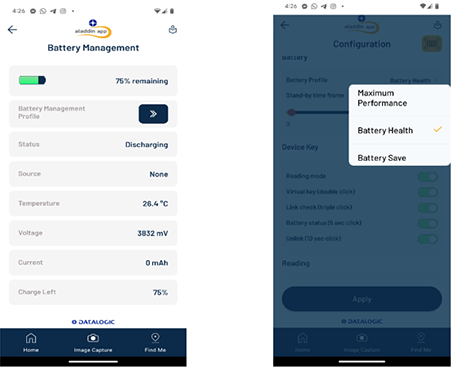 4:26
aladdin app
Battery Management
75% remaining
Battery Management
Profile
Status Discharging
Source None
Temperature 26.4 °C
Voltage 3832 mV
Current 0 mAh
Charge Left 75%
DATALOGIC
Home Image Capture Find Me
4:26
aladdin app
Configuration
Battery
Battery Profile Battery Health
Stand-by time frame
0
Maximum
Performance
Battery Health
Battery Save
Device Key
Reading mode
Virtual key (double click)
Link check (triple click)
Battery status (5 sec click)
Unlink (10 sec click)
Reading
Apply
DATALOGIC
Home Image Capture Find Me